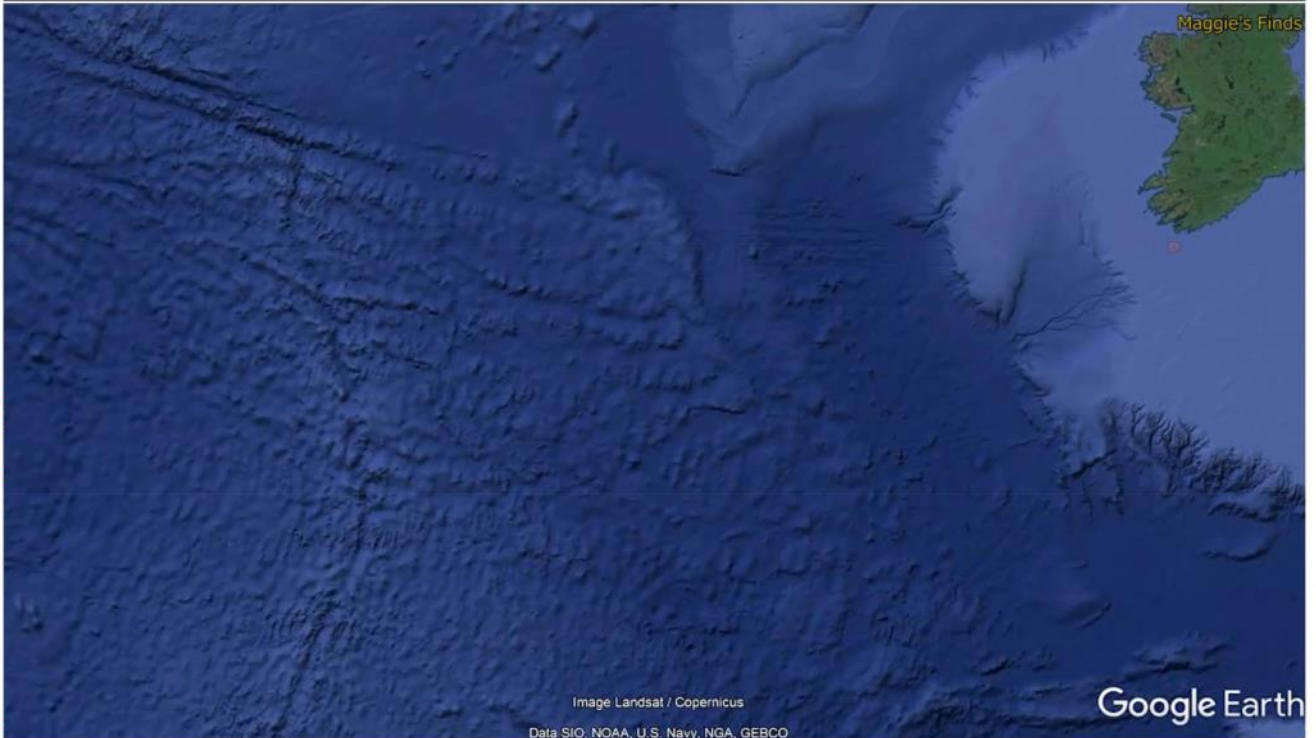 Maggie's Finds
Image Landsat / Copernicus
Google Earth
Data SIO, NOAA, U.S. Navy, NGA, GEBCO